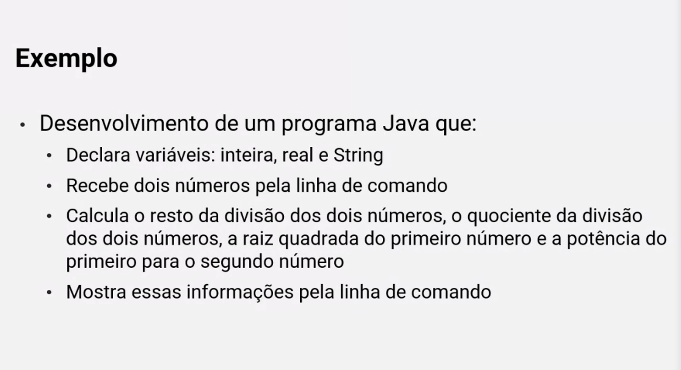 Exemplo
• Desenvolvimento de um programa Java que:
• Declara variáveis: inteira, real e String
• Recebe dois números pela linha de comando
• Calcula o resto da divisão dos dois números, o quociente da divisão
dos dois números, a raiz quadrada do primeiro número e a potência do
primeiro para o segundo número
• Mostra essas informações pela linha de comando